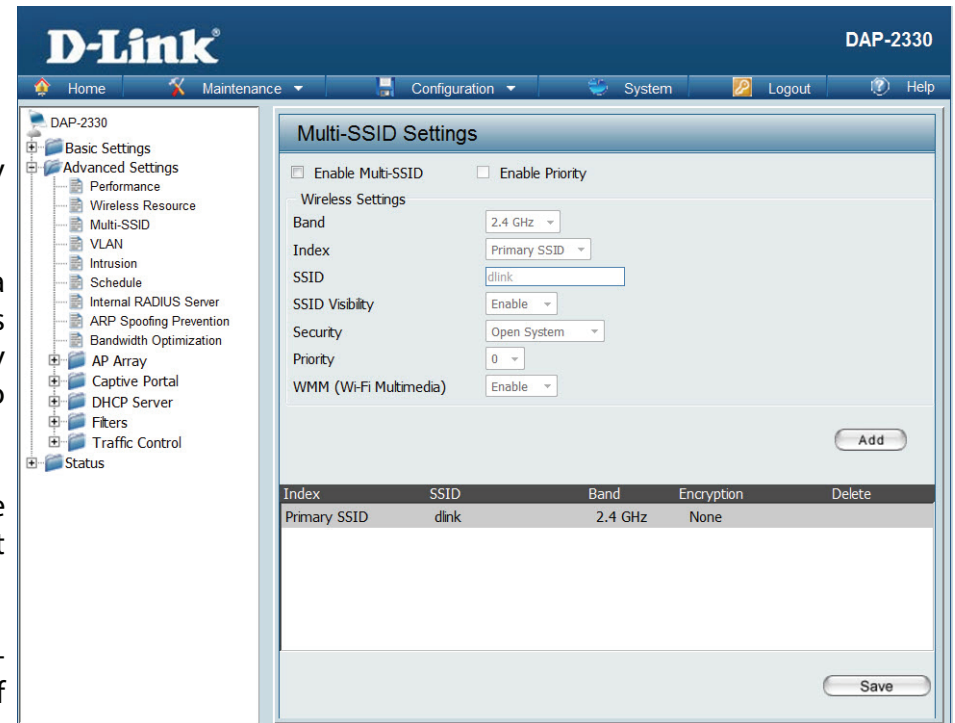 D-Link
DAP-2330
Home Maintenance Configuration System Logout Help
DAP-2330
Basic Settings
Advanced Settings
Performance
Wireless Resource
Multi-SSID
VLAN
Intrusion
Schedule
Internal RADIUS Server
ARP Spoofing Prevention
Bandwidth Optimization
AP Array
Captive Portal
DHCP Server
Filters
Traffic Control
Status
Multi-SSID Settings
Enable Multi-SSID Enable Priority
Wireless Settings
Band 2.4 GHz
Index Primary SSID
SSID dlink
SSID Visibility Enable
Security Open System
Priority 0
WMM (Wi-Fi Multimedia) Enable
Add
Index SSID Band Encryption Delete
Primary SSID dlink 2.4 GHz None
Save